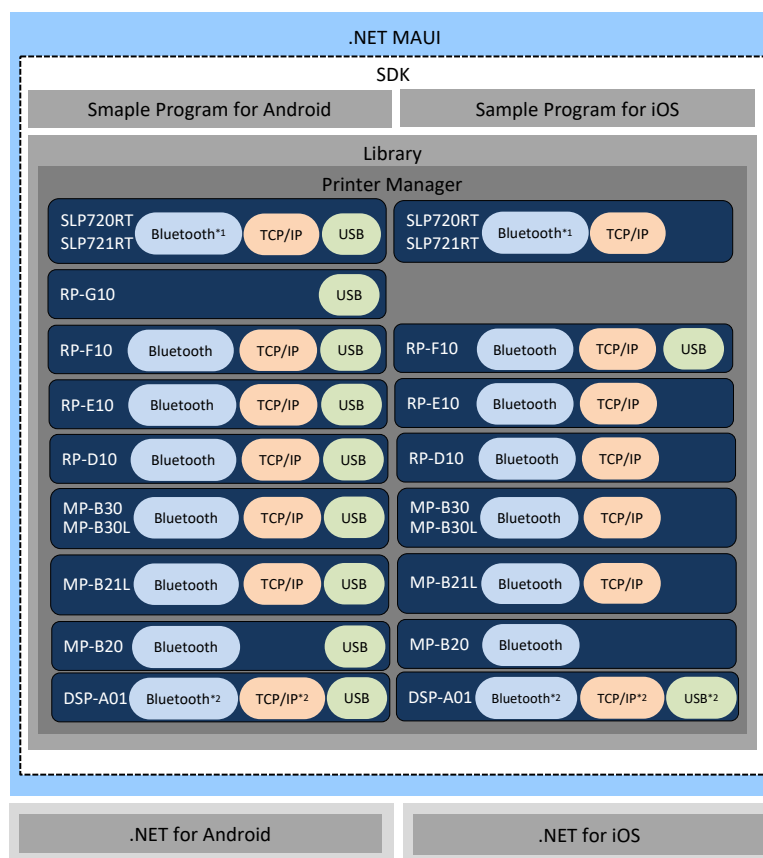 .NET MAUI
SDK
Smaple Program for Android
Sample Program for iOS
Library
Printer Manager
SLP720RT
SLP721RT
Bluetooth*1
TCP/IP
USB
SLP720RT
SLP721RT
Bluetooth*1
TCP/IP
RP-G10
USB
RP-F10
Bluetooth
TCP/IP
USB
RP-F10
Bluetooth
TCP/IP
USB
RP-E10
Bluetooth
TCP/IP
USB
RP-E10
Bluetooth
TCP/IP
RP-D10
Bluetooth
TCP/IP
USB
RP-D10
Bluetooth
TCP/IP
MP-B30
MP-B30L
Bluetooth
TCP/IP
USB
MP-B30
MP-B30L
Bluetooth
TCP/IP
MP-B21L
Bluetooth
TCP/IP
USB
MP-B21L
Bluetooth
TCP/IP
MP-B20
Bluetooth
USB
MP-B20
Bluetooth
DSP-A01
Bluetooth*2
TCP/IP*2
USB
DSP-A01
Bluetooth*2
TCP/IP*2
USB*2
.NET for Android
.NET for iOS